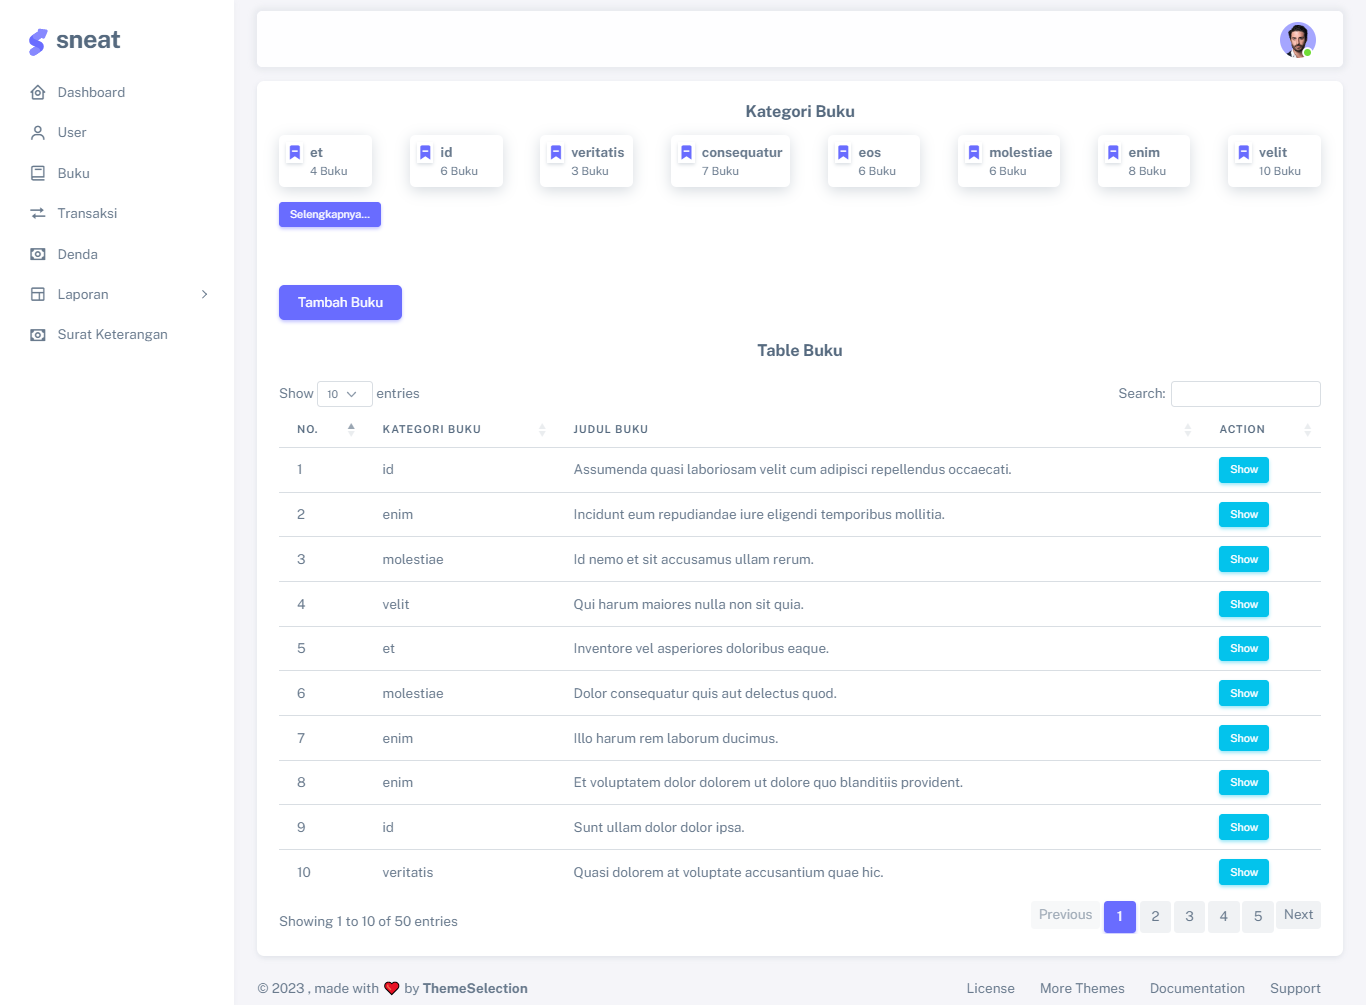 sneat
Dashboard
User
Buku
Transaksi
Denda
Laporan
Surat Keterangan
Kategori Buku
et
4 Buku
id
6 Buku
veritatis
3 Buku
consequatur
7 Buku
eos
6 Buku
molestiae
6 Buku
enim
8 Buku
velit
10 Buku
Selengkapnya...
Tambah Buku
Table Buku
Show 10 entries Search:
NO. KATEGORI BUKU JUDUL BUKU ACTION
1 id Assumenda quasi laboriosam velit cum adipisci repellendus occaecati. Show
2 enim Incidunt eum repudiandae iure eligendi temporibus mollitia. Show
3 molestiae Id nemo et sit accusamus ullam rerum. Show
4 velit Qui harum maiores nulla non sit quia. Show
5 et Inventore vel asperiores doloribus eaque. Show
6 molestiae Dolor consequatur quis aut delectus quod. Show
7 enim Illo harum rem laborum ducimus. Show
8 enim Et voluptatem dolor dolorem ut dolore quo blanditiis provident. Show
9 id Sunt ullam dolor dolor ipsa. Show
10 veritatis Quasi dolorem at voluptate accusantium quae hic. Show
Showing 1 to 10 of 50 entries Previous 1 2 3 4 5 Next
© 2023 , made with ❤️ by ThemeSelection License More Themes Documentation Support